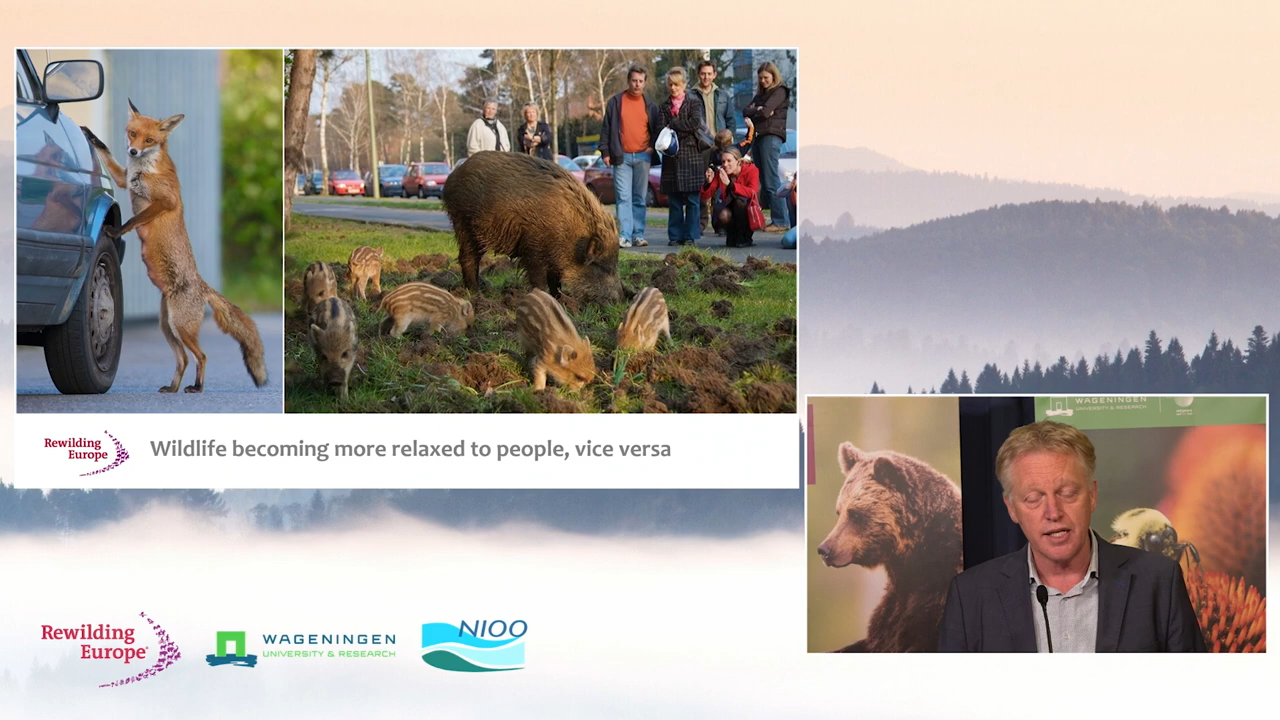 Rewilding
Europe
Wildlife becoming more relaxed to people, vice versa
WAGENINGEN
UNIVERSITY & RESEARCH
Rewilding
Europe
WAGENINGEN
UNIVERSITY & RESEARCH
NIOO